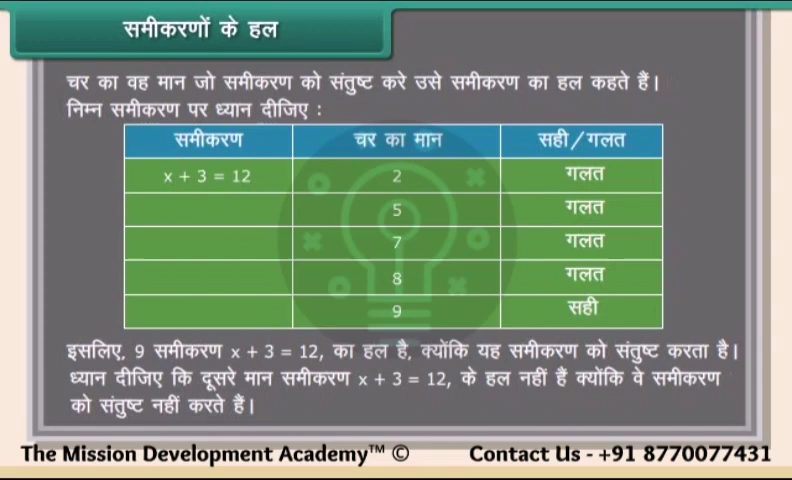 समीकरणों के हल
चर का वह मान जो समीकरण को संतुष्ट करे उसे समीकरण का हल कहते हैं।
निम्न समीकरण पर ध्यान दीजिए :
समीकरण चर का मान सही/गलत
x + 3 = 12 2 गलत
5 गलत
7 गलत
8 गलत
9 सही
इसलिए, 9 समीकरण x + 3 = 12, का हल है, क्योंकि यह समीकरण को संतुष्ट करता है।
ध्यान दीजिए कि दूसरे मान समीकरण x + 3 = 12, के हल नहीं हैं क्योंकि वे समीकरण
को संतुष्ट नहीं करते हैं।
The Mission Development Academy™ © Contact Us - +91 8770077431